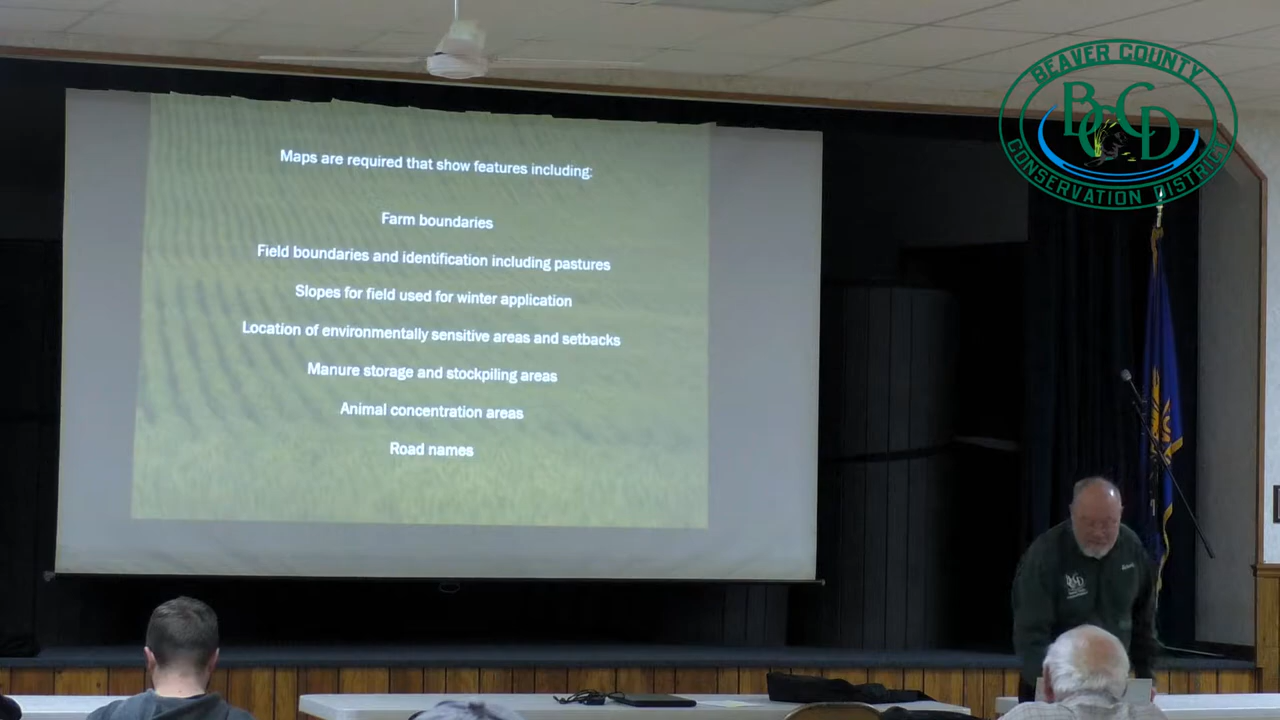 Maps are required that show features including:
Farm boundaries
Field boundaries and identification including pastures
Slopes for field used for winter application
Location of environmentally sensitive areas and setbacks
Manure storage and stockpiling areas
Animal concentration areas
Road names
BEAVER COUNTY
BCCD
CONSERVATION DISTRICT
BCCD